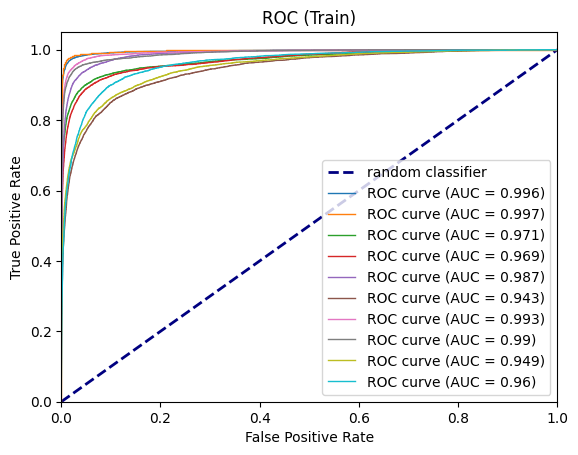 ROC (Train)
True Positive Rate
1.0
0.8
0.6
0.4
0.2
0.0
random classifier
ROC curve (AUC = 0.996)
ROC curve (AUC = 0.997)
ROC curve (AUC = 0.971)
ROC curve (AUC = 0.969)
ROC curve (AUC = 0.987)
ROC curve (AUC = 0.943)
ROC curve (AUC = 0.993)
ROC curve (AUC = 0.99)
ROC curve (AUC = 0.949)
ROC curve (AUC = 0.96)
0.0 0.2 0.4 0.6 0.8 1.0
False Positive Rate